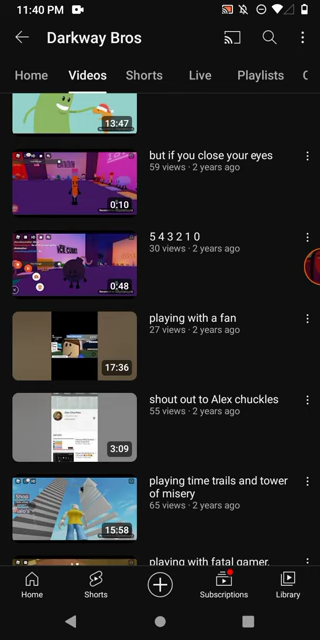 11:40 PM
Darkway Bros
Home Videos Shorts Live Playlists
13:47
but if you close your eyes
59 views · 2 years ago
0:10
5 4 3 2 1 0
30 views · 2 years ago
0:48
playing with a fan
27 views · 2 years ago
17:36
shout out to Alex chuckles
55 views · 2 years ago
3:09
playing time trails and tower
of misery
65 views · 2 years ago
15:58
playing with fatal gamer.
Home Shorts Subscriptions Library